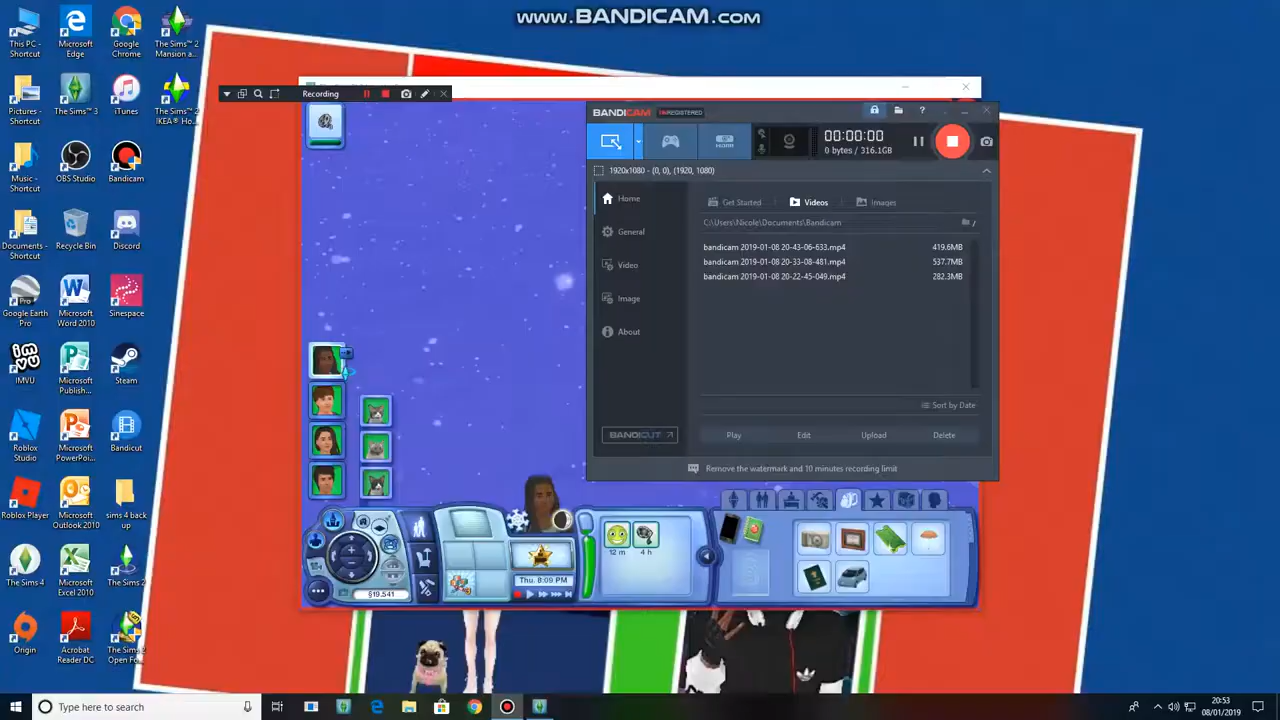 www.BANDICAM.com
This PC - Shortcut
Microsoft Edge
Google Chrome
The Sims™ 2 Mansion a...
Pictures - Shortcut
The Sims™ 3
iTunes
The Sims™ 2 IKEA® Ho...
Music - Shortcut
OBS Studio
Bandicam
Documents - Shortcut
Recycle Bin
Discord
Google Earth Pro
Microsoft Word 2010
Sinespace
IMVU
Microsoft Publish...
Steam
Roblox Studio
Microsoft PowerPoi...
Bandicut
Roblox Player
Microsoft Outlook 2010
sims 4 back up
The Sims 4
Microsoft Excel 2010
The Sims 2
Origin
Acrobat Reader DC
The Sims 2 Open Fo...
Recording
BANDICAM UNREGISTERED
HDMI
00:00:00
0 bytes / 316.1GB
1920x1080 - (0, 0), (1920, 1080)
Home
General
Video
Image
About
Get Started
Videos
Images
C:\Users\Nicole\Documents\Bandicam
bandicam 2019-01-08 20-43-06-633.mp4 419.6MB
bandicam 2019-01-08 20-33-08-481.mp4 537.7MB
bandicam 2019-01-08 20-22-45-049.mp4 282.3MB
Sort by Date
BANDICUT
Play Edit Upload Delete
Remove the watermark and 10 minutes recording limit
12 m 4 h
Thu. 8:09 PM
§19,541
Type here to search
20:53
08/01/2019